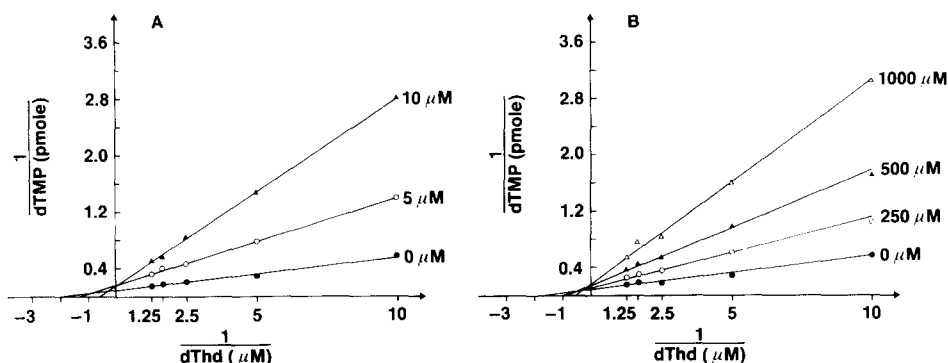 A
3.6
2.8
2.0
1.2
0.4
1
dTMP (pmole)
10 μM
5 μM
0 μM
−3
−1
1.25
2.5
5
10
1
dThd (μM)
B
3.6
2.8
2.0
1.2
0.4
1
dTMP (pmole)
1000 μM
500 μM
250 μM
0 μM
−3
−1
1.25
2.5
5
10
1
dThd (μM)